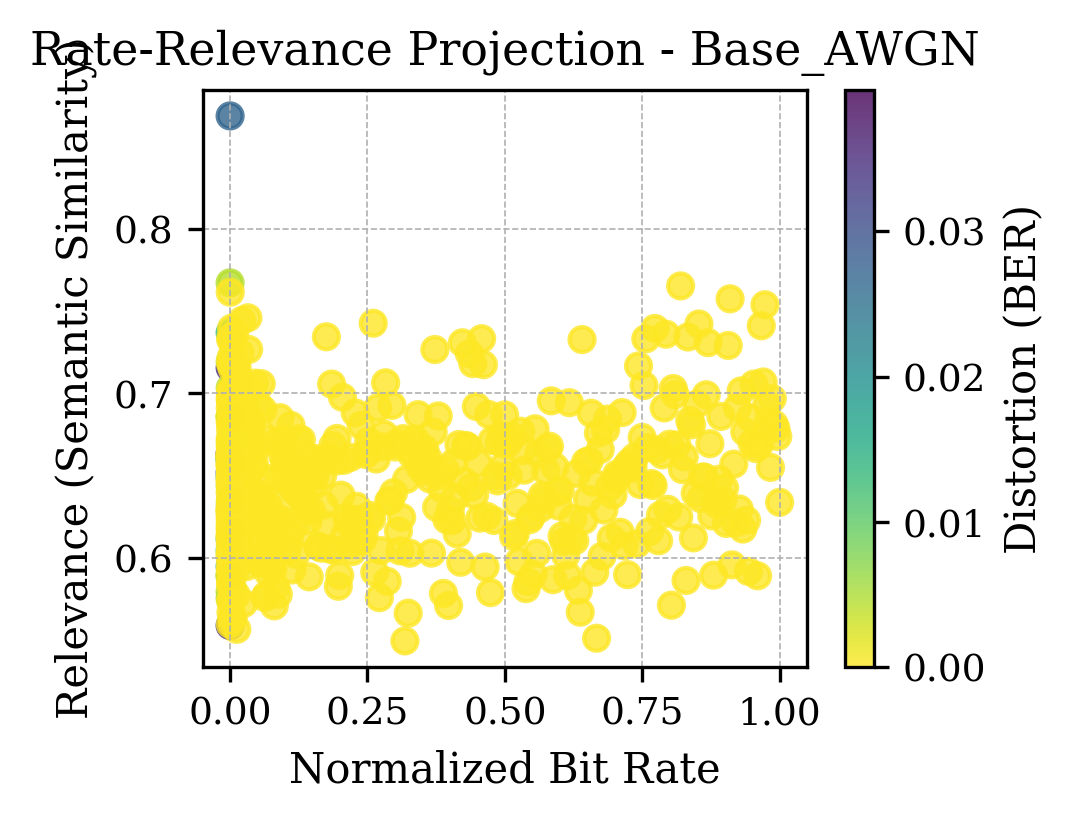 Rate-Relevance Projection - Base_AWGN
Relevance (Semantic Similarity)
0.8
0.7
0.6
0.00 0.25 0.50 0.75 1.00
Normalized Bit Rate
0.03
0.02
0.01
0.00
Distortion (BER)